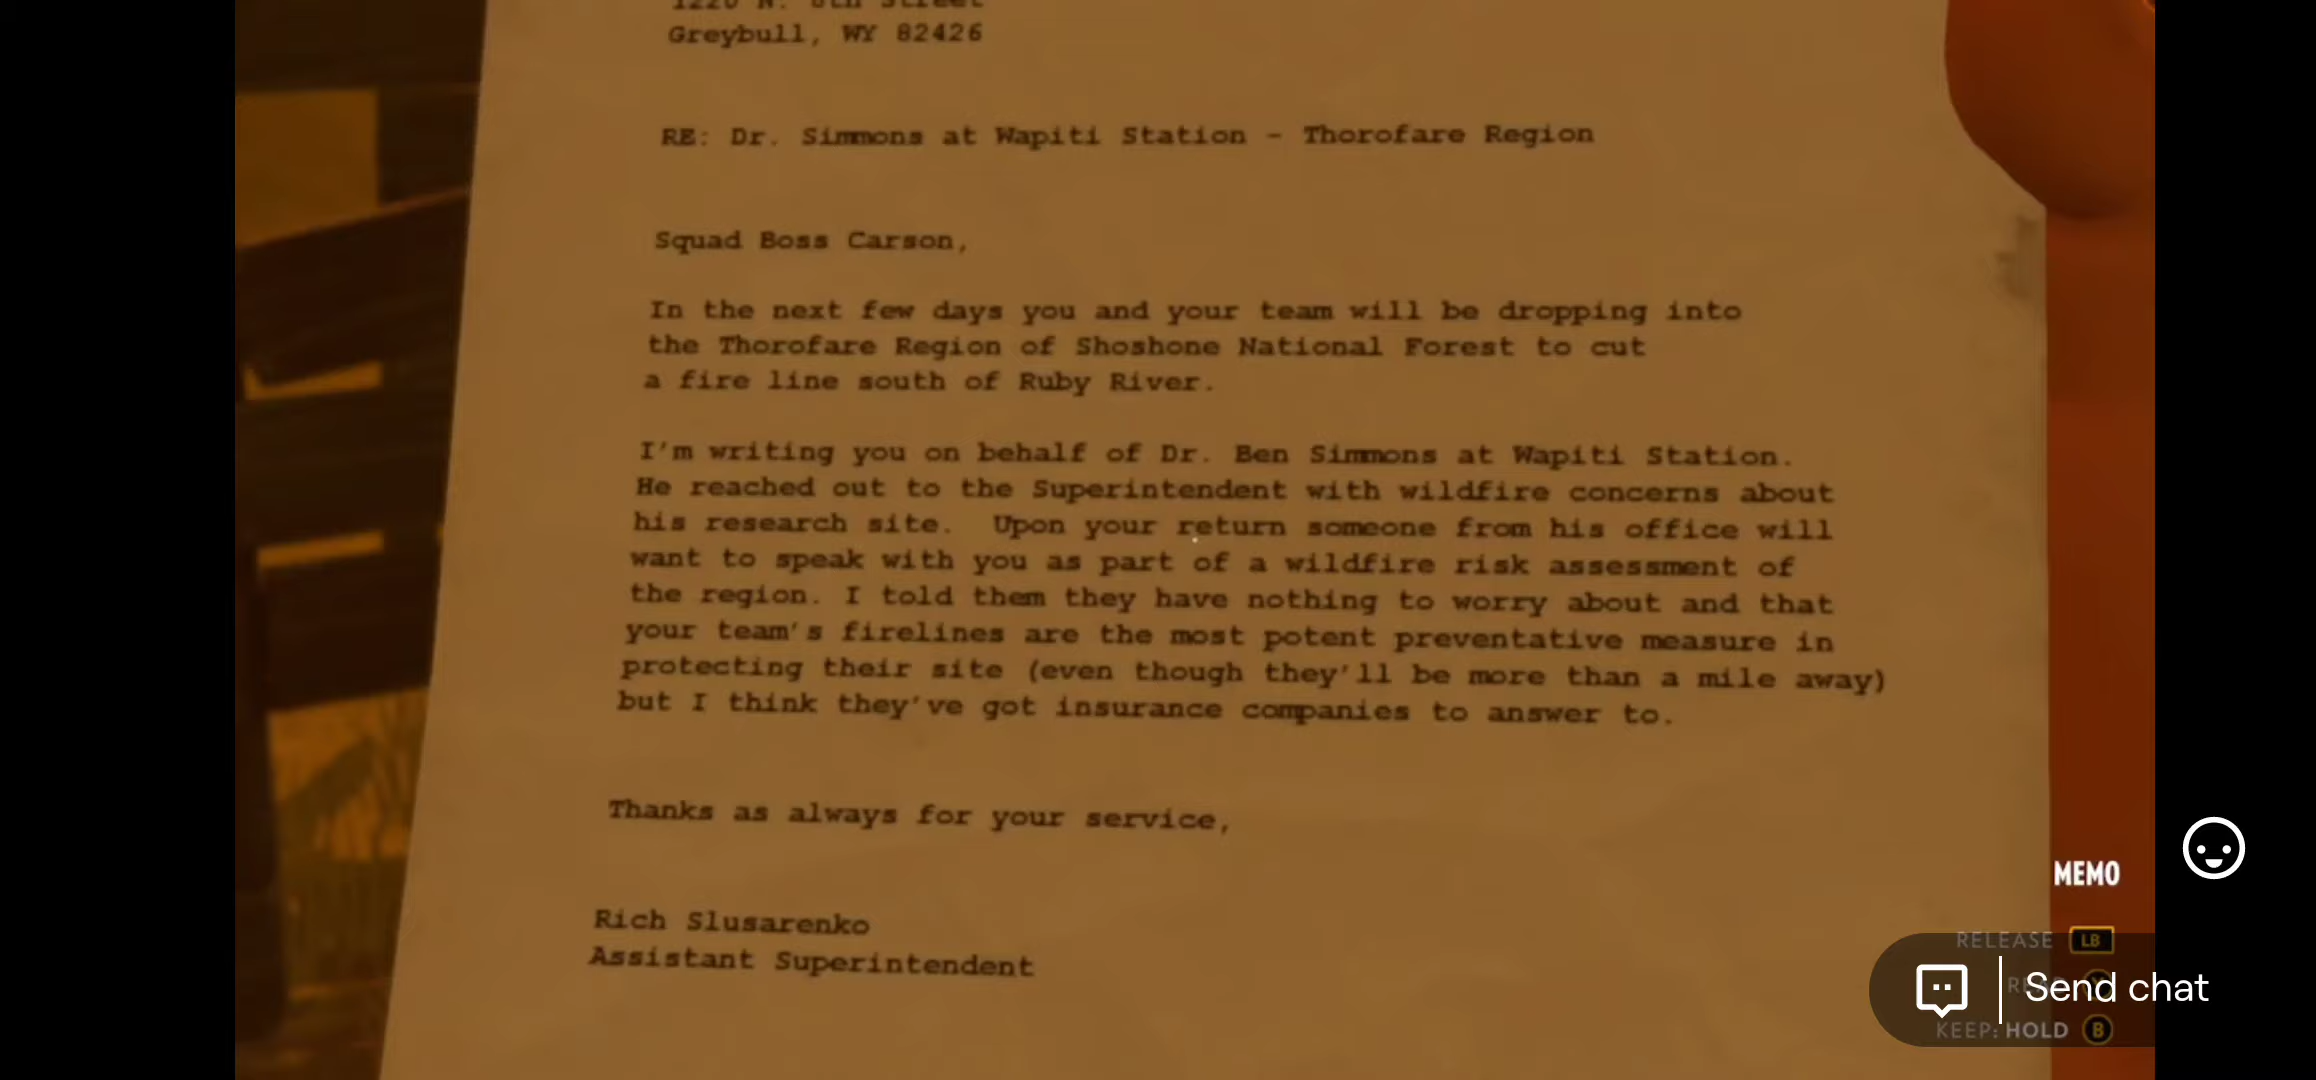 1220 N. 8th Street
Greybull, WY 82426
RE: Dr. Simmons at Wapiti Station - Thorofare Region
Squad Boss Carson,
In the next few days you and your team will be dropping into
the Thorofare Region of Shoshone National Forest to cut
a fire line south of Ruby River.
I'm writing you on behalf of Dr. Ben Simmons at Wapiti Station.
He reached out to the Superintendent with wildfire concerns about
his research site.  Upon your return someone from his office will
want to speak with you as part of a wildfire risk assessment of
the region. I told them they have nothing to worry about and that
your team's firelines are the most potent preventative measure in
protecting their site (even though they'll be more than a mile away)
but I think they've got insurance companies to answer to.
Thanks as always for your service,
Rich Slusarenko
Assistant Superintendent
MEMO
RELEASE LB
Send chat
KEEP: HOLD B